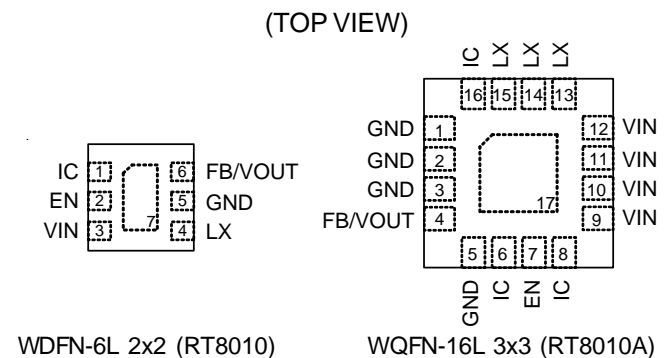 (TOP VIEW)
IC LX LX LX
16 15 14 13
GND 1 12 VIN
GND 2 11 VIN
GND 3 10 VIN
FB/VOUT 4 9 VIN
17
5 6 7 8
GND IC EN IC
IC 1 6 FB/VOUT
EN 2 5 GND
VIN 3 4 LX
7
WDFN-6L 2x2 (RT8010)
WQFN-16L 3x3 (RT8010A)